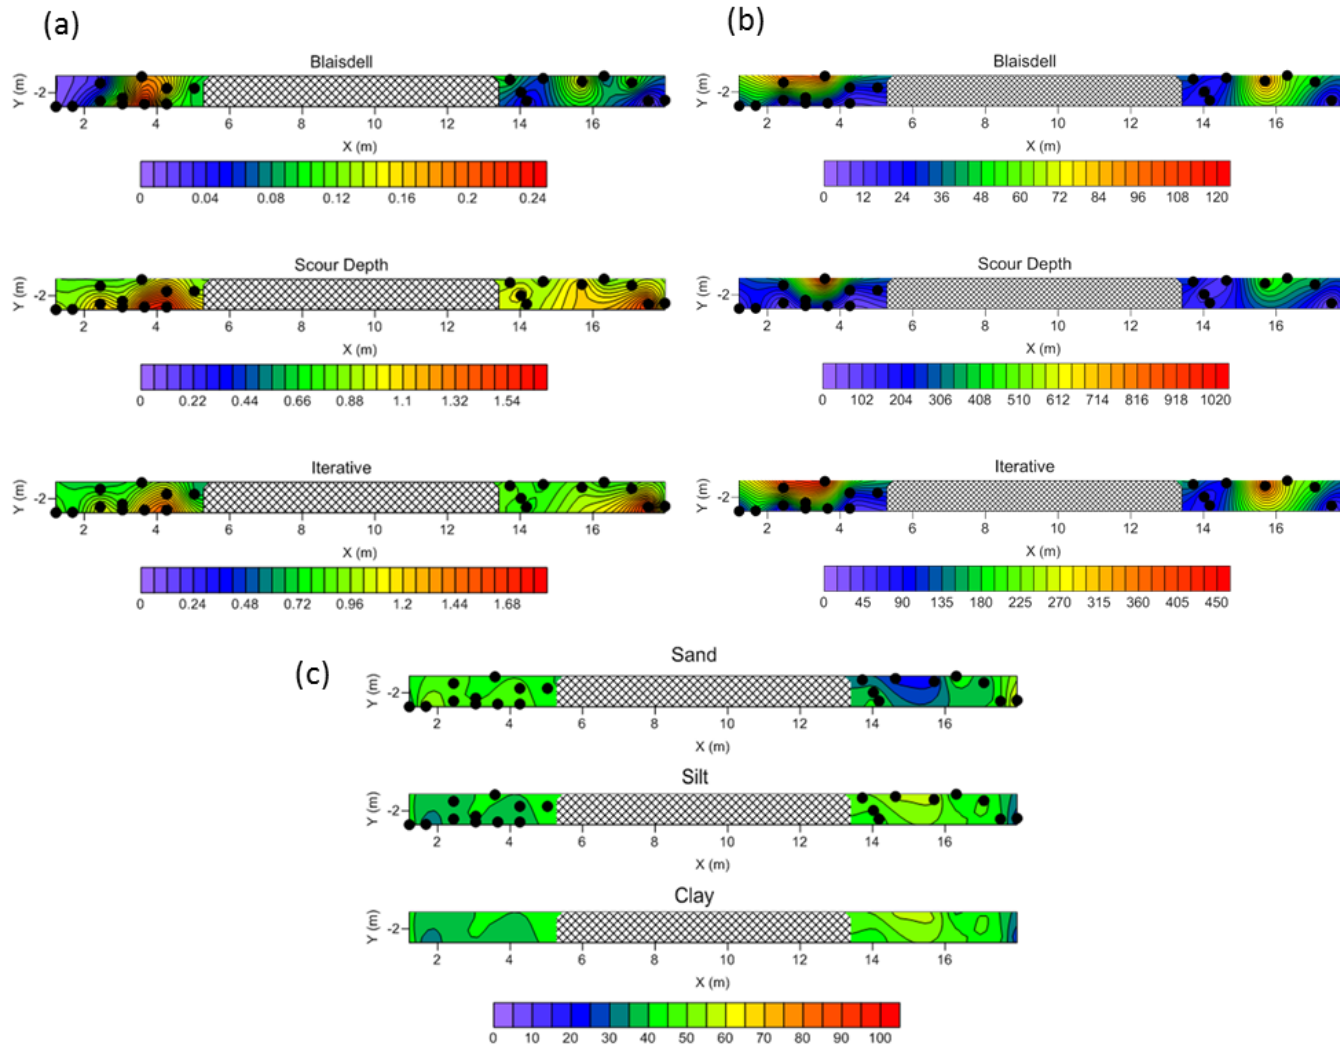 (a)
Blaisdell
Y (m)
-2
2 4 6 8 10 12 14 16
X (m)
0 0.04 0.08 0.12 0.16 0.2 0.24
Scour Depth
Y (m)
-2
2 4 6 8 10 12 14 16
X (m)
0 0.22 0.44 0.66 0.88 1.1 1.32 1.54
Iterative
Y (m)
-2
2 4 6 8 10 12 14 16
X (m)
0 0.24 0.48 0.72 0.96 1.2 1.44 1.68
(b)
Blaisdell
Y (m)
-2
2 4 6 8 10 12 14 16
X (m)
0 12 24 36 48 60 72 84 96 108 120
Scour Depth
Y (m)
-2
2 4 6 8 10 12 14 16
X (m)
0 102 204 306 408 510 612 714 816 918 1020
Iterative
Y (m)
-2
2 4 6 8 10 12 14 16
X (m)
0 45 90 135 180 225 270 315 360 405 450
(c)
Sand
Y (m)
-2
2 4 6 8 10 12 14 16
X (m)
Silt
Y (m)
-2
2 4 6 8 10 12 14 16
X (m)
Clay
Y (m)
-2
2 4 6 8 10 12 14 16
X (m)
0 10 20 30 40 50 60 70 80 90 100